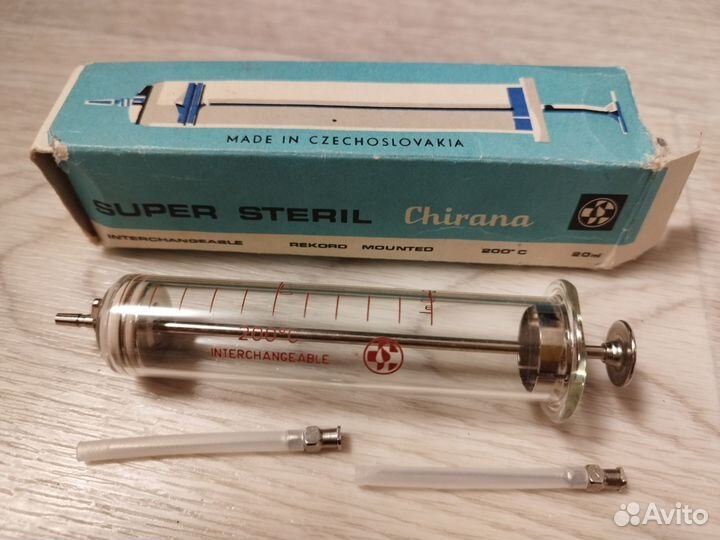 MADE IN CZECHOSLOVAKIA
SUPER STERIL Chirana
INTERCHANGEABLE REKORD MOUNTED 200°C 20ml
200°C
INTERCHANGEABLE
Avito